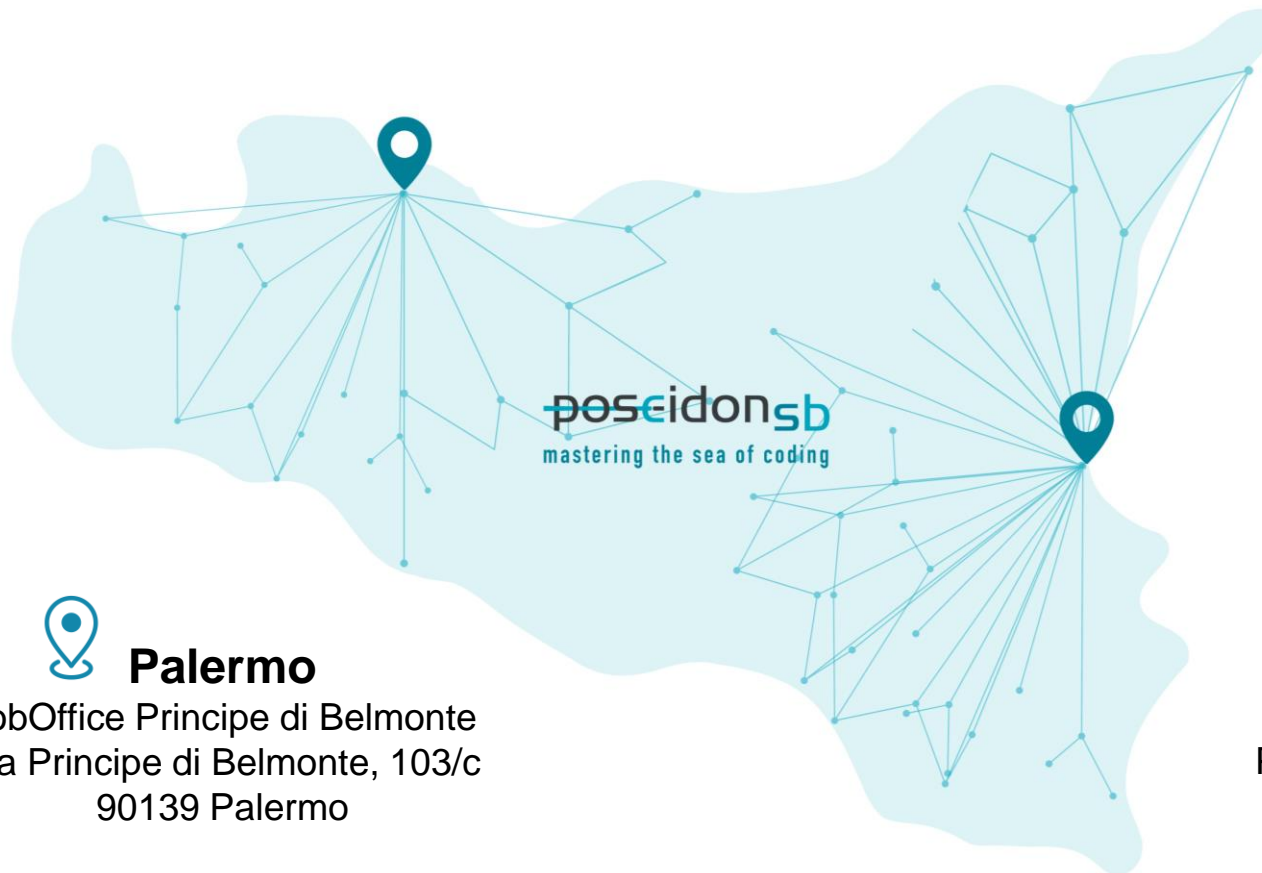 poseidonsb
mastering the sea of coding
Palermo
Principe di Belmonte
Principe di Belmonte, 103/c
90139 Palermo